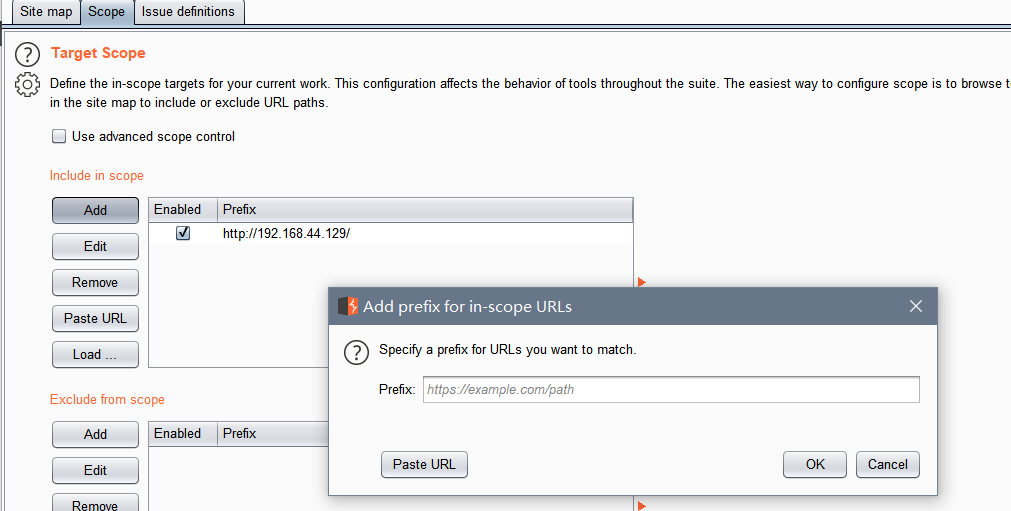 Site map Scope Issue definitions
? Target Scope
Define the in-scope targets for your current work. This configuration affects the behavior of tools throughout the suite. The easiest way to configure scope is to browse t
in the site map to include or exclude URL paths.
Use advanced scope control
Include in scope
Add Enabled Prefix
http://192.168.44.129/
Edit
Remove
Paste URL
Load ...
Add prefix for in-scope URLs
? Specify a prefix for URLs you want to match.
Prefix: https://example.com/path
Paste URL OK Cancel
Exclude from scope
Add Enabled Prefix
Edit
Remove